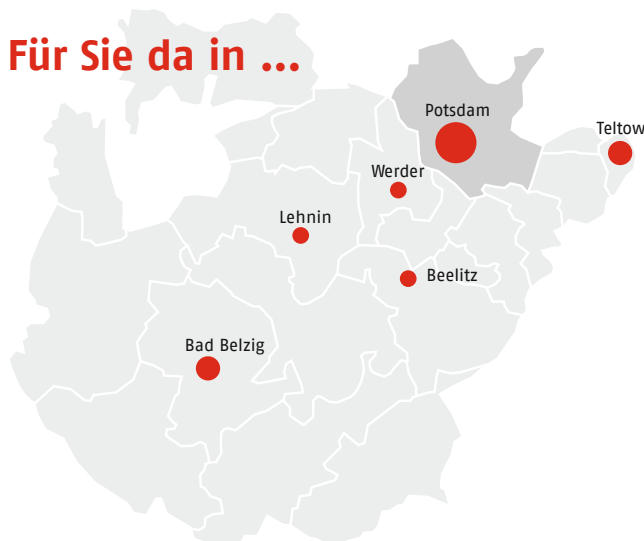 Für Sie da in ...
Potsdam
Teltow
Werder
Lehnin
Beelitz
Bad Belzig